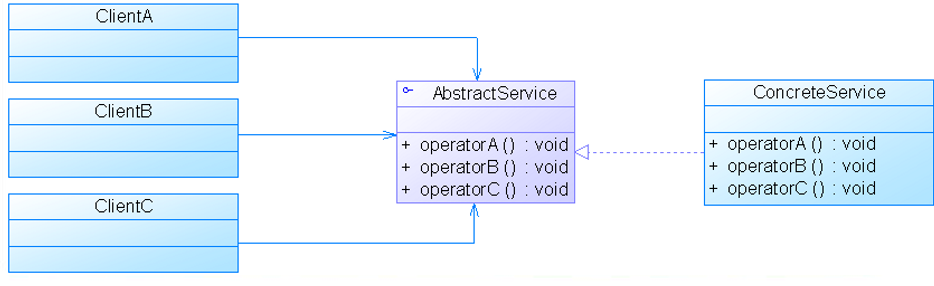 ClientA
ClientB
ClientC
AbstractService
+ operatorA () : void
+ operatorB () : void
+ operatorC () : void
ConcreteService
+ operatorA () : void
+ operatorB () : void
+ operatorC () : void